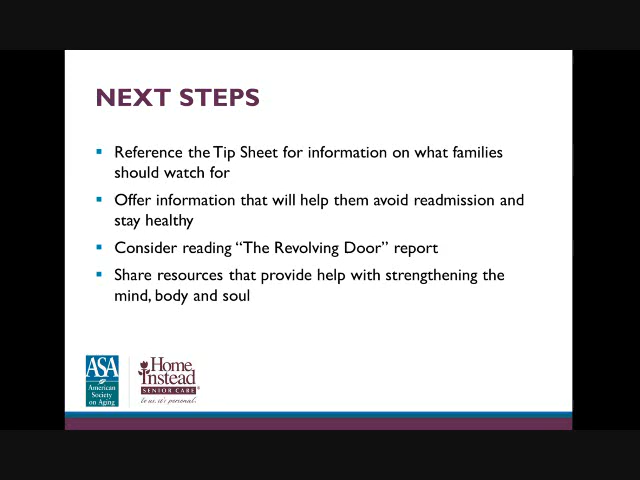 NEXT STEPS
Reference the Tip Sheet for information on what families
should watch for
Offer information that will help them avoid readmission and
stay healthy
Consider reading “The Revolving Door” report
Share resources that provide help with strengthening the
mind, body and soul
ASA
American
Society
on Aging
Home
Instead
SENIOR CARE®
to us, it's personal.